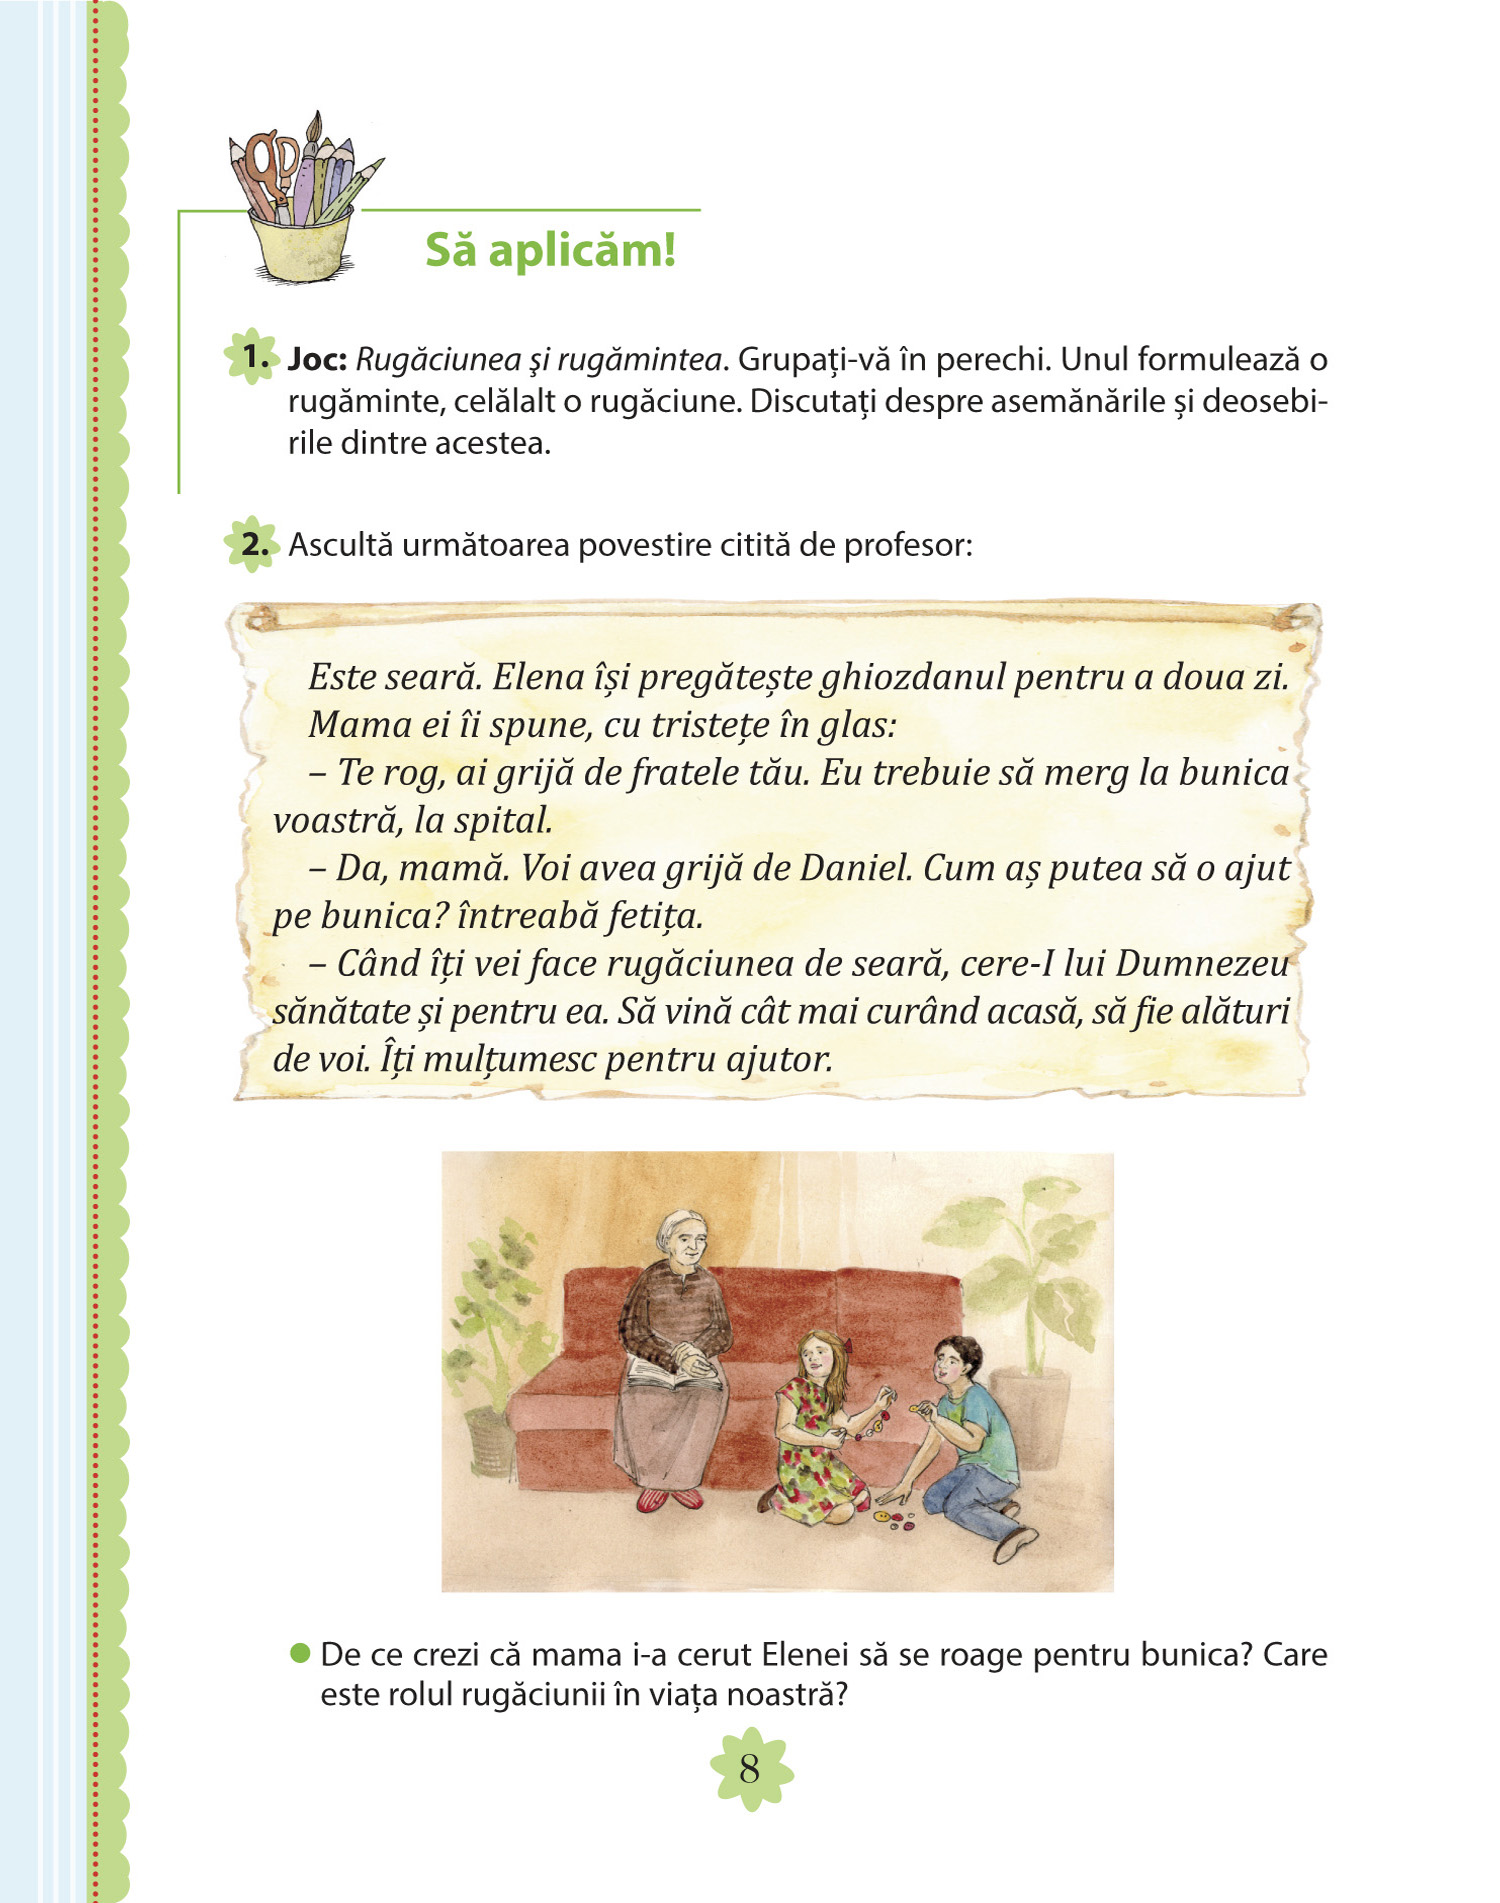 Să aplicăm!
1. Joc: Rugăciunea şi rugămintea. Grupați-vă în perechi. Unul formulează o
rugăminte, celălalt o rugăciune. Discutați despre asemănările și deosebi-
rile dintre acestea.
2. Ascultă următoarea povestire citită de profesor:
Este seară. Elena își pregătește ghiozdanul pentru a doua zi.
Mama ei îi spune, cu tristețe în glas:
– Te rog, ai grijă de fratele tău. Eu trebuie să merg la bunica
voastră, la spital.
– Da, mamă. Voi avea grijă de Daniel. Cum aș putea să o ajut
pe bunica? întreabă fetița.
– Când îți vei face rugăciunea de seară, cere-I lui Dumnezeu
sănătate și pentru ea. Să vină cât mai curând acasă, să fie alături
de voi. Îți mulțumesc pentru ajutor.
● De ce crezi că mama i-a cerut Elenei să se roage pentru bunica? Care
este rolul rugăciunii în viața noastră?
8